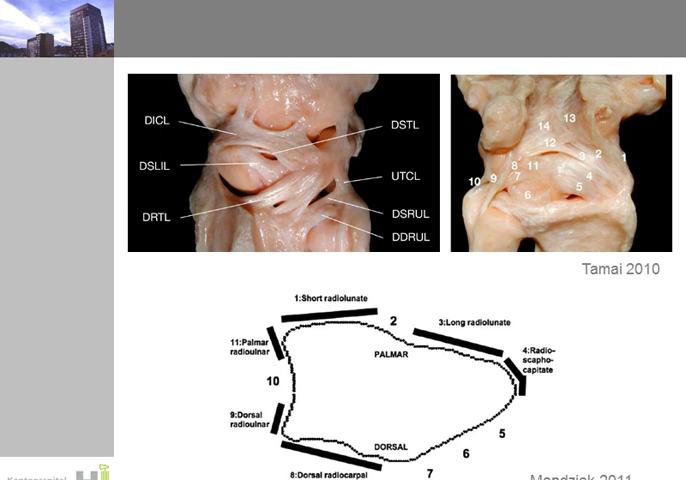 DICL
DSLIL
DRTL
DSTL
UTCL
DSRUL
DDRUL
13
14
12
3
2
1
8
11
7
4
10
9
6
5
Tamai 2010
1:Short radiolunate
2
3:Long radiolunate
11:Palmar
radioulnar
PALMAR
4:Radio-
scapho-
capitate
10
9:Dorsal
radioulnar
5
DORSAL
6
8:Dorsal radiocarpal
7
2011